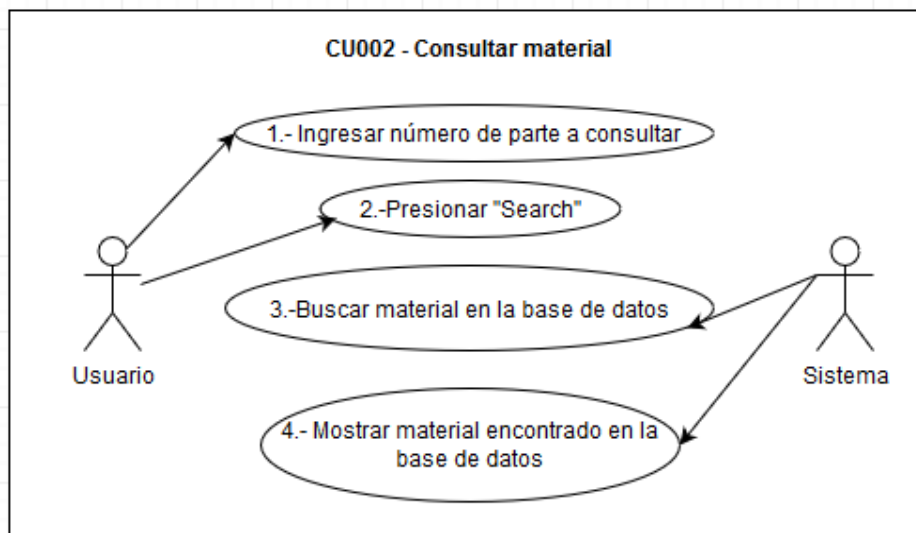 CU002 - Consultar material
1.- Ingresar número de parte a consultar
2.-Presionar "Search"
3.-Buscar material en la base de datos
Usuario
Sistema
4.- Mostrar material encontrado en la
base de datos